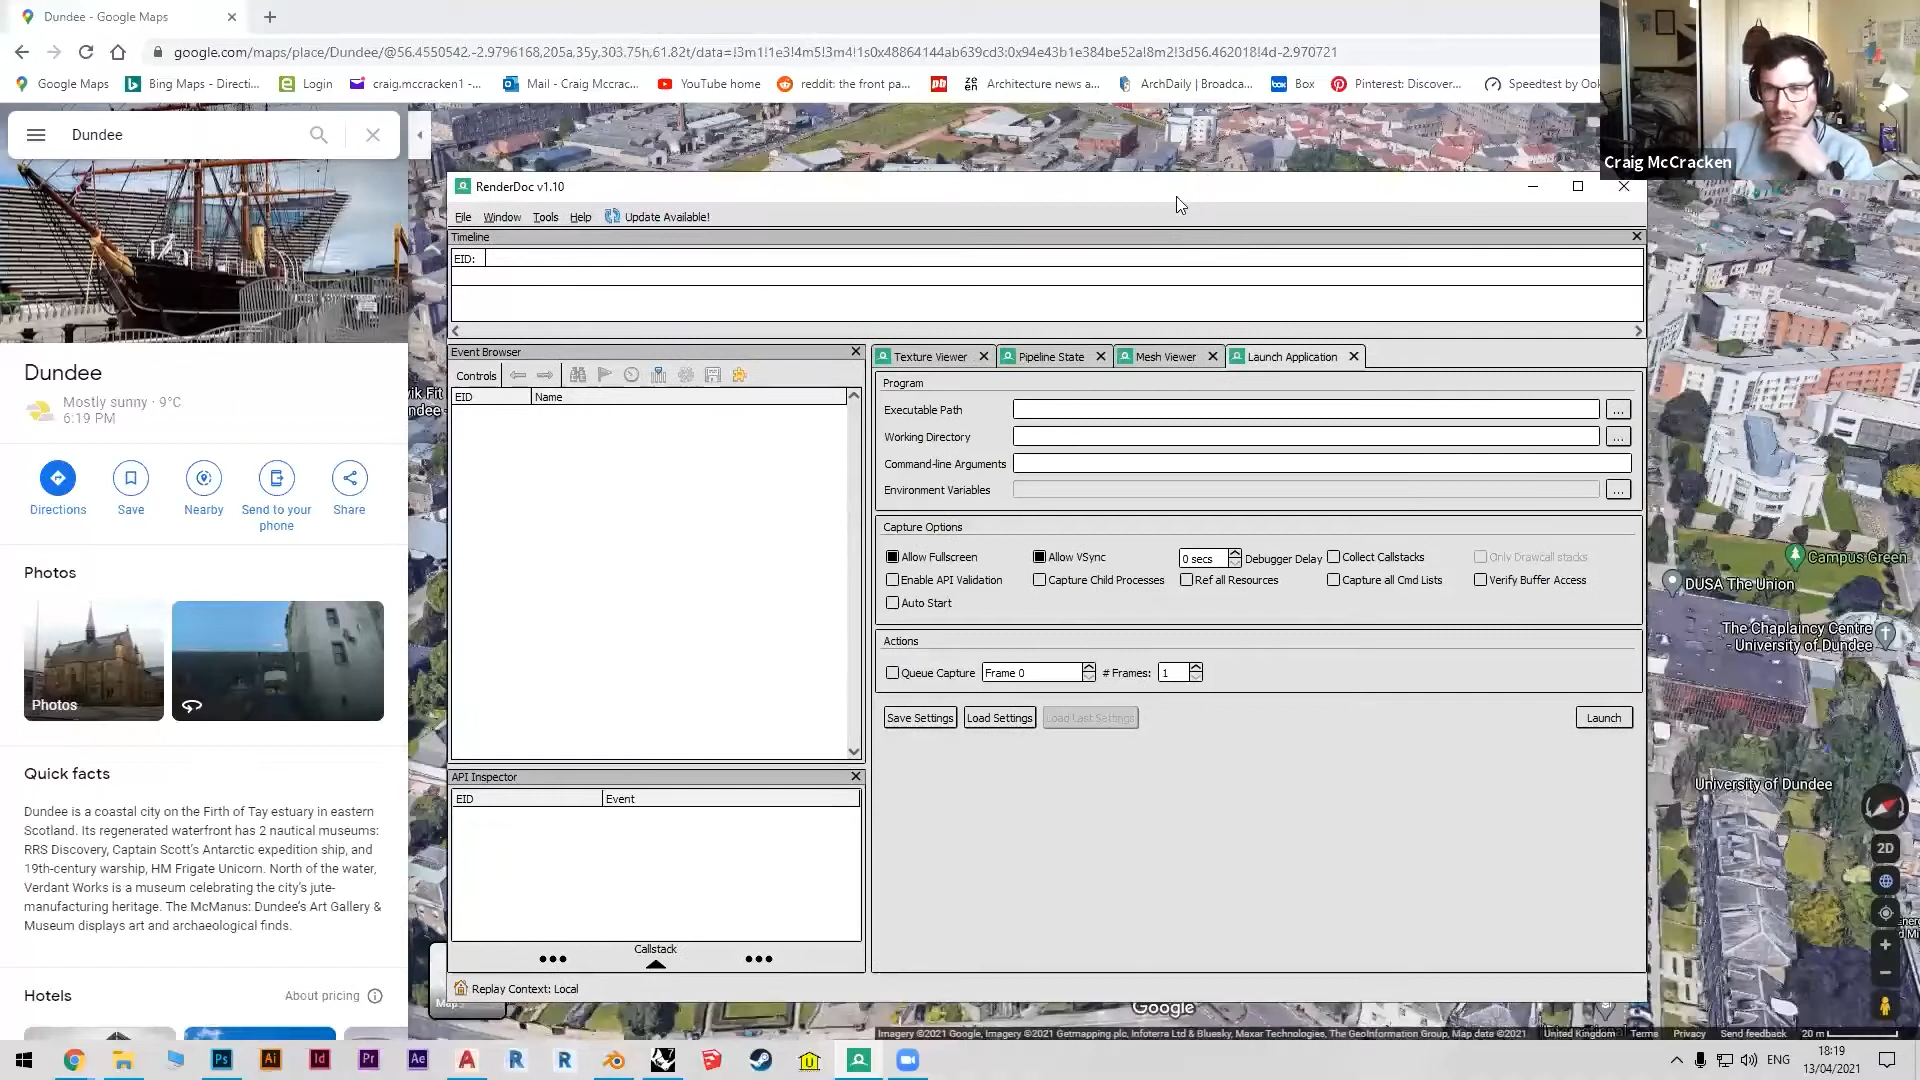 Dundee - Google Maps
google.com/maps/place/Dundee/@56.4550542,-2.9796168,205a,35y,303.75h,61.82t/data=!3m1!1e3!4m5!3m4!1s0x48864144ab639cd3:0x94e43b1e384be52a!8m2!3d56.462018!4d-2.970721
Google Maps
Bing Maps - Directi...
Login
craig.mccracken1 -...
Mail - Craig Mccrac...
YouTube home
reddit: the front pa...
Architecture news a...
ArchDaily | Broadca...
Box
Pinterest: Discover...
Speedtest by Ook
Craig McCracken
Dundee
RenderDoc v1.10
File Window Tools Help Update Available!
Timeline
EID:
Event Browser
Controls
EID Name
Texture Viewer
Pipeline State
Mesh Viewer
Launch Application
Program
Executable Path ...
Working Directory ...
Command-line Arguments
Environment Variables ...
Capture Options
Allow Fullscreen Allow VSync 0 secs Debugger Delay Collect Callstacks Only Drawcall stacks
Enable API Validation Capture Child Processes Ref all Resources Capture all Cmd Lists Verify Buffer Access
Auto Start
Actions
Queue Capture Frame 0 # Frames: 1
Save Settings Load Settings Load Last Settings Launch
API Inspector
EID Event
Callstack
Replay Context: Local
Dundee
Mostly sunny · 9°C
6:19 PM
Directions
Save
Nearby
Send to your
phone
Share
Photos
Photos
Quick facts
Dundee is a coastal city on the Firth of Tay estuary in eastern
Scotland. Its regenerated waterfront has 2 nautical museums:
RRS Discovery, Captain Scott's Antarctic expedition ship, and
19th-century warship, HM Frigate Unicorn. North of the water,
Verdant Works is a museum celebrating the city's jute-
manufacturing heritage. The McManus: Dundee's Art Gallery &
Museum displays art and archaeological finds.
Hotels
About pricing
Campus Green
DUSA The Union
The Chaplaincy Centre
- University of Dundee
University of Dundee
2D
Google
Imagery ©2021 Google, Imagery ©2021 Getmapping plc, Infoterra Ltd & Bluesky, Maxar Technologies, The GeoInformation Group, Map data ©2021 United Kingdom Terms Privacy Send feedback 20 m
Ps
Ai
Id
Pr
Ae
ENG
18:19
13/04/2021